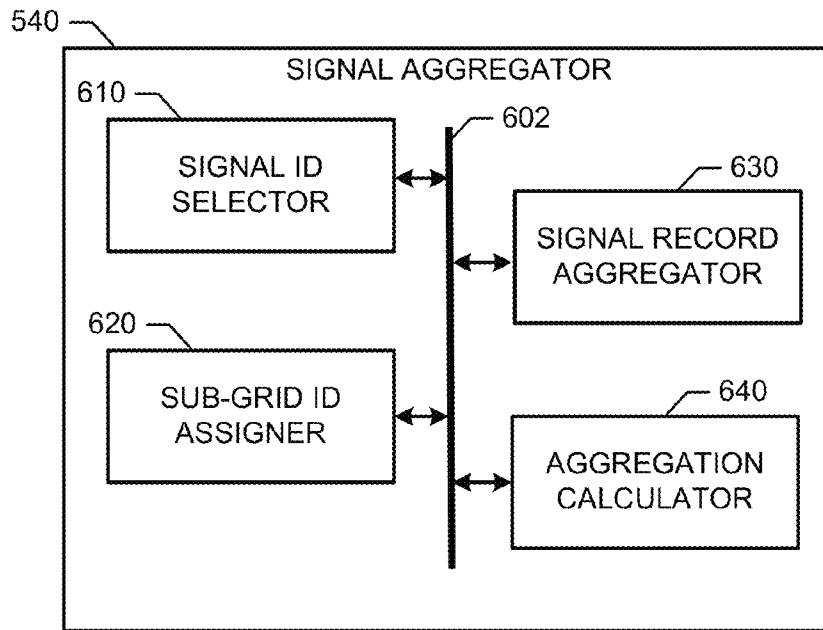 540
SIGNAL AGGREGATOR
610
602
SIGNAL ID
SELECTOR
630
SIGNAL RECORD
AGGREGATOR
620
SUB-GRID ID
ASSIGNER
640
AGGREGATION
CALCULATOR